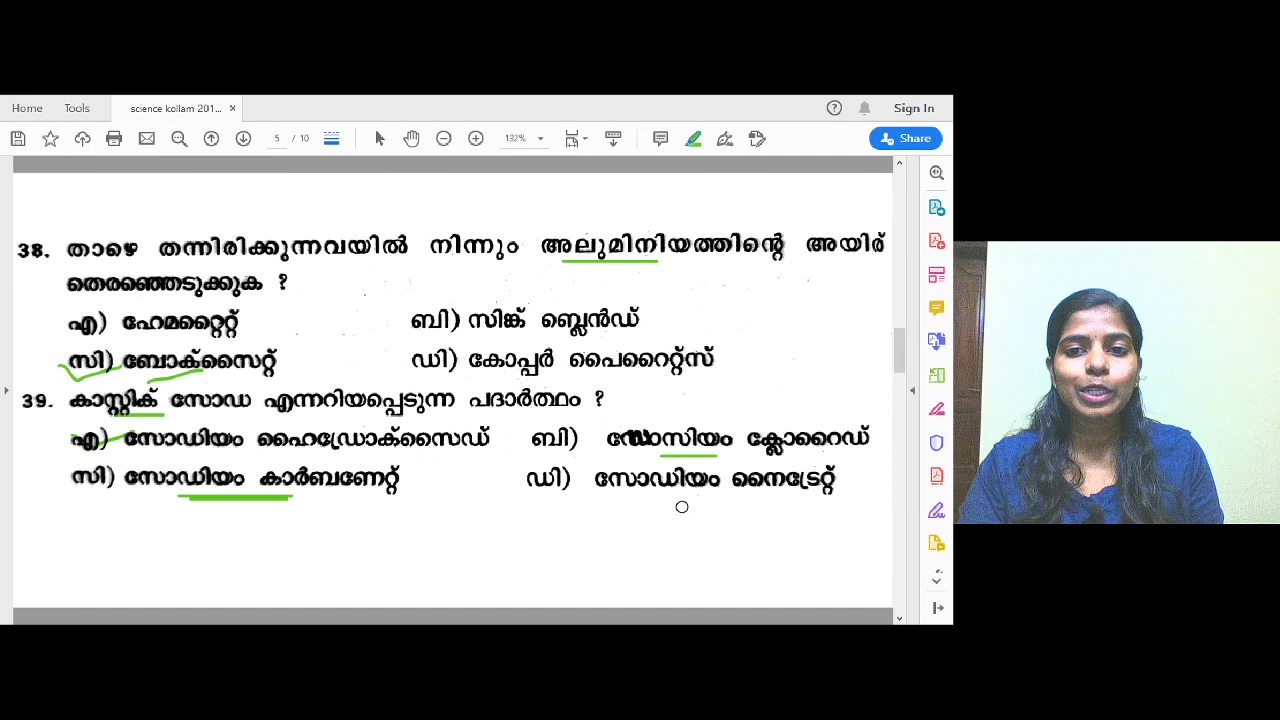 Home Tools science kollam 201... × Sign In
5 / 10 132% Share
38. താഴെ തന്നിരിക്കുന്നവയിൽ നിന്നും അലുമിനിയത്തിന്റെ അയിര്
തെരഞ്ഞെടുക്കുക ?
എ) ഹേമറ്റൈറ്റ് ബി) സിങ്ക് ബ്ലെൻഡ്
സി) ബോക്സൈറ്റ് ഡി) കോപ്പർ പൈറൈറ്റ്സ്
39. കാസ്റ്റിക് സോഡ എന്നറിയപ്പെടുന്ന പദാർത്ഥം ?
എ) സോഡിയം ഹൈഡ്രോക്സൈഡ് ബി) ക്ലോറൈഡ്
സി) സോഡിയം കാർബണേറ്റ് ഡി) സോഡിയം നൈട്രേറ്റ്